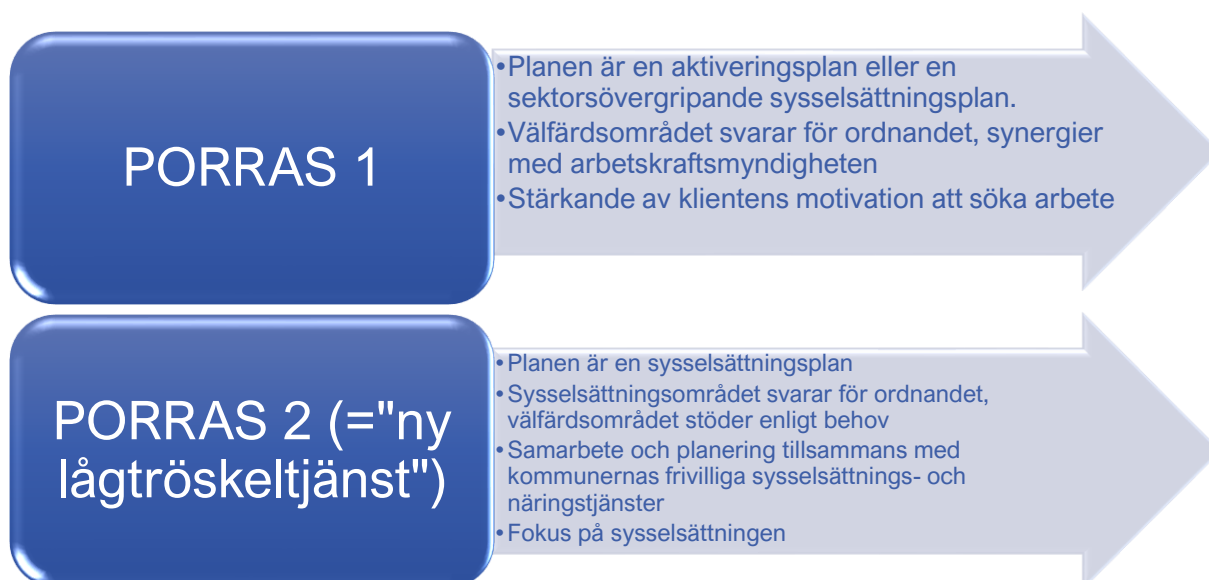 PORRAS 1
•Planen är en aktiveringsplan eller en
sektorsövergripande sysselsättningsplan.
•Välfärdsområdet svarar för ordnandet, synergier
med arbetskraftsmyndigheten
•Stärkande av klientens motivation att söka arbete
PORRAS 2 (="ny
lågtröskeltjänst")
•Planen är en sysselsättningsplan
•Sysselsättningsområdet svarar för ordnandet,
välfärdsområdet stöder enligt behov
•Samarbete och planering tillsammans med
kommunernas frivilliga sysselsättnings- och
näringstjänster
•Fokus på sysselsättningen